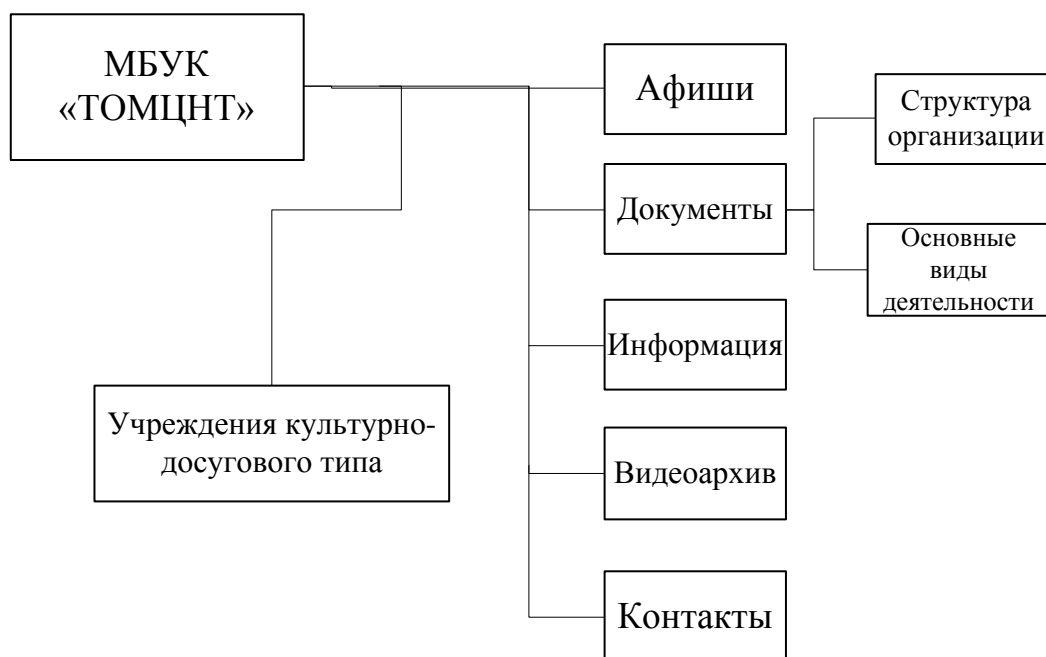 МБУК
«ТОМЦНТ»
Афиши
Структура
организации
Документы
Основные
виды
деятельности
Информация
Учреждения культурно-
досугового типа
Видеоархив
Контакты